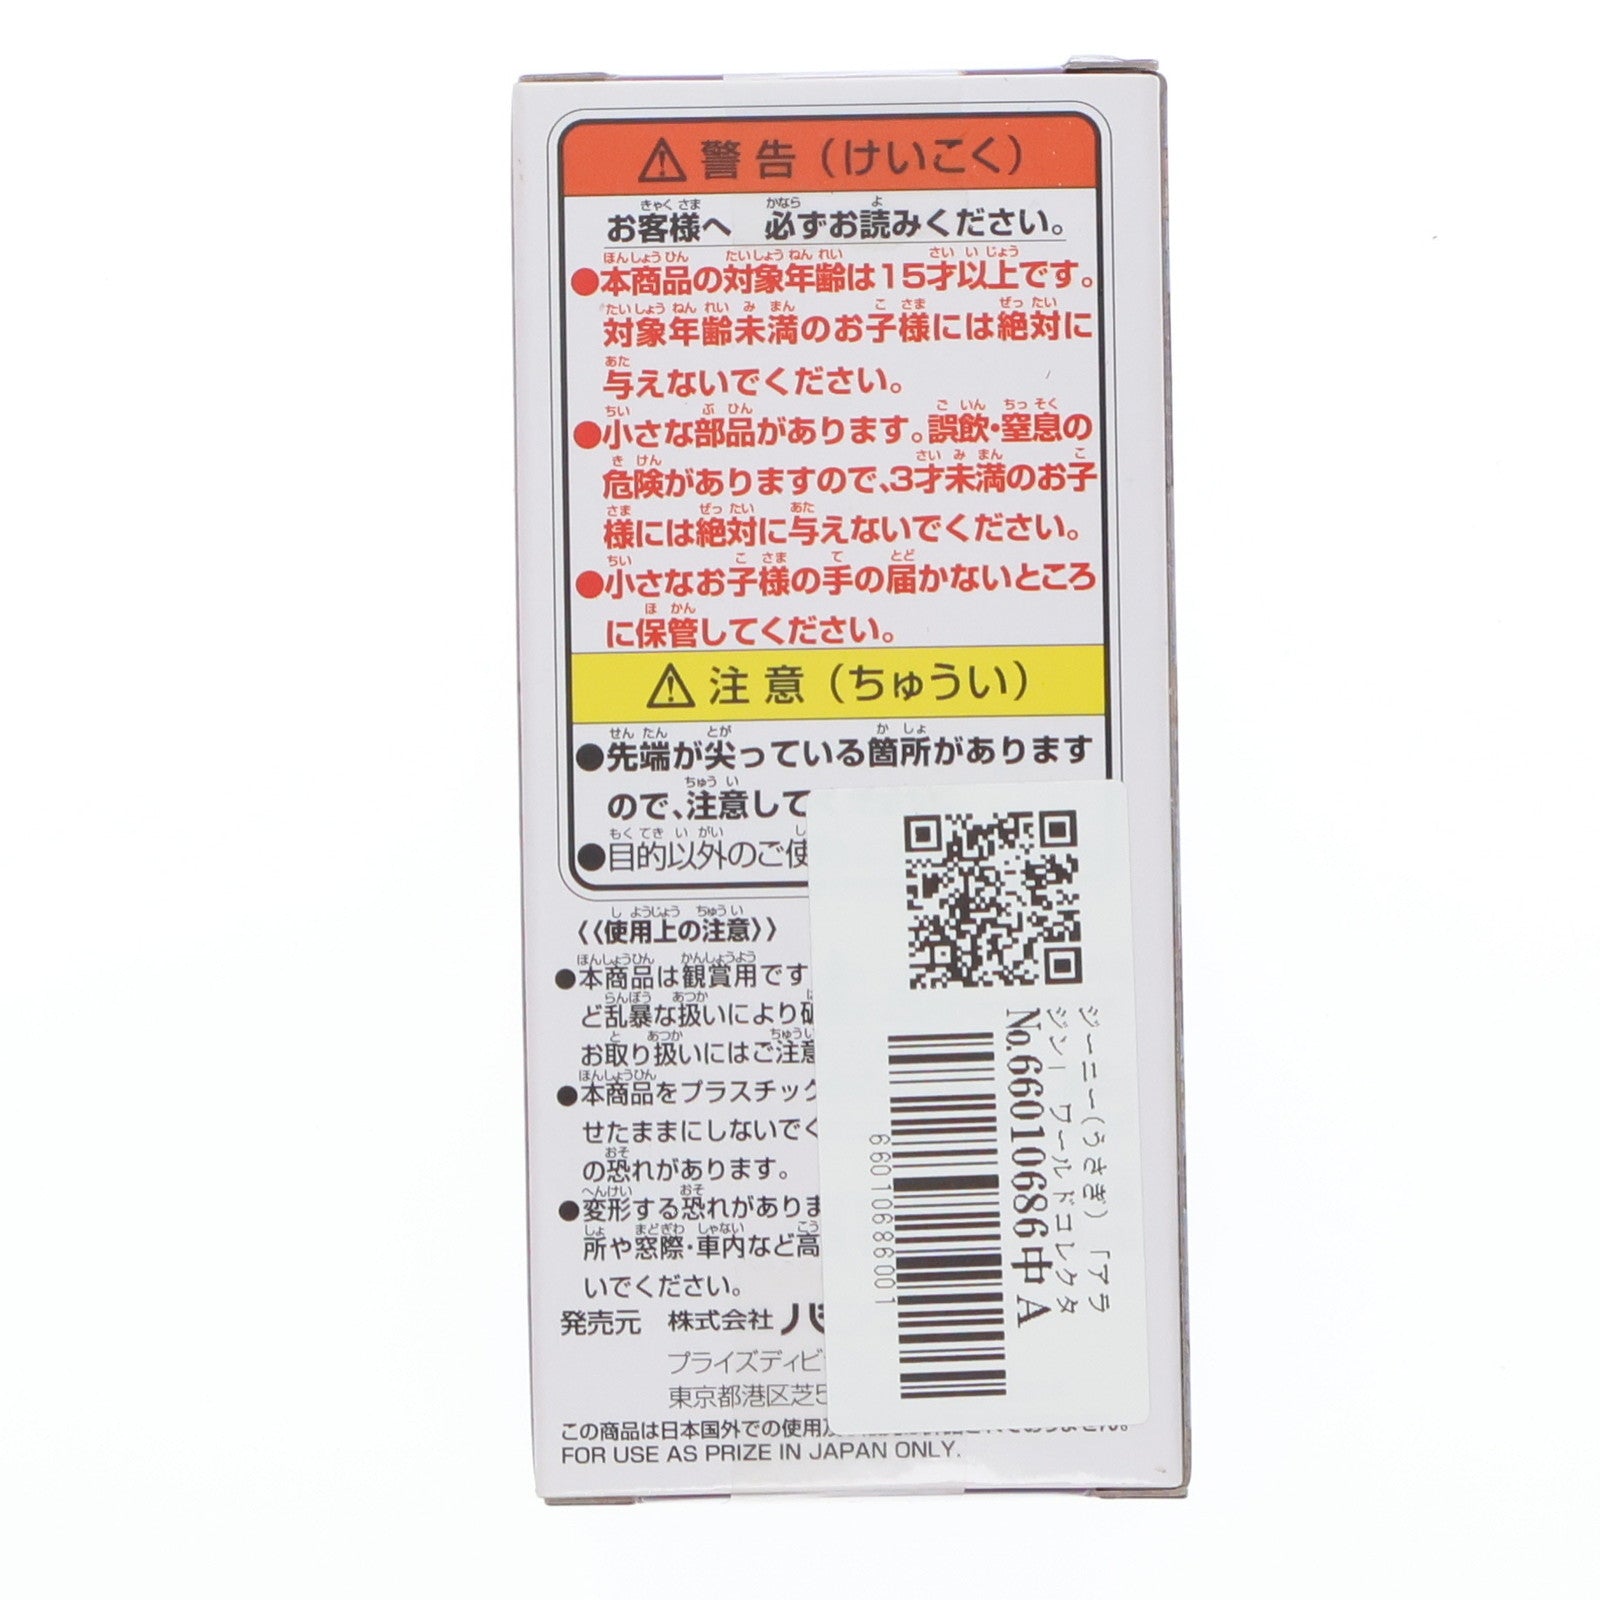 警告（けいこく）
お客様へ 必ずお読みください。
●本商品の対象年齢は15才以上です。
対象年齢未満のお子様には絶対に
与えないでください。
●小さな部品があります。誤飲・窒息の
危険がありますので、3才未満のお子
様には絶対に与えないでください。
●小さなお子様の手の届かないところ
に保管してください。
注意（ちゅうい）
●先端が尖っている箇所があります
ので、注意して
●目的以外のご使
《使用上の注意》
●本商品は観賞用です
ど乱暴な扱いにより破
お取り扱いにはご注意
●本商品をプラスチック
せたままにしないでく
の恐れがあります。
●変形する恐れがありま
所や窓際・車内など高
いでください。
発売元 株式会社バ
プライズディビ
東京都港区芝5
この商品は日本国外での使用及
FOR USE AS PRIZE IN JAPAN ONLY.
ジーニー(うさぎ) 「アラ
ジン」 ワールドコレクタ
No.66010686中 A
66010686001